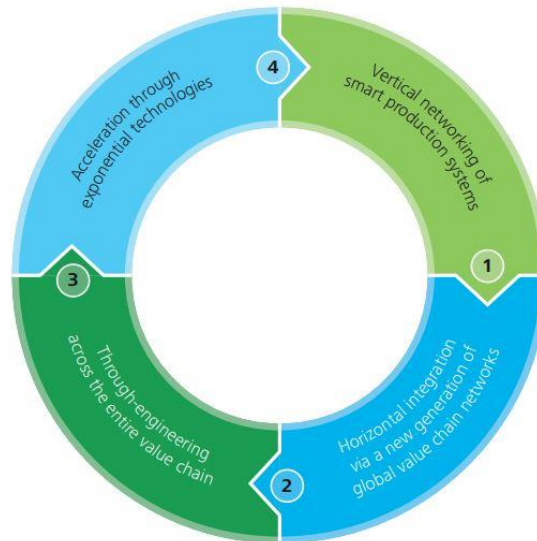 4
Acceleration through
exponential technologies
Vertical networking of
smart production systems
1
3
Through-engineering
across the entire value chain
2
Horizontal integration
via a new generation of
global value chain networks